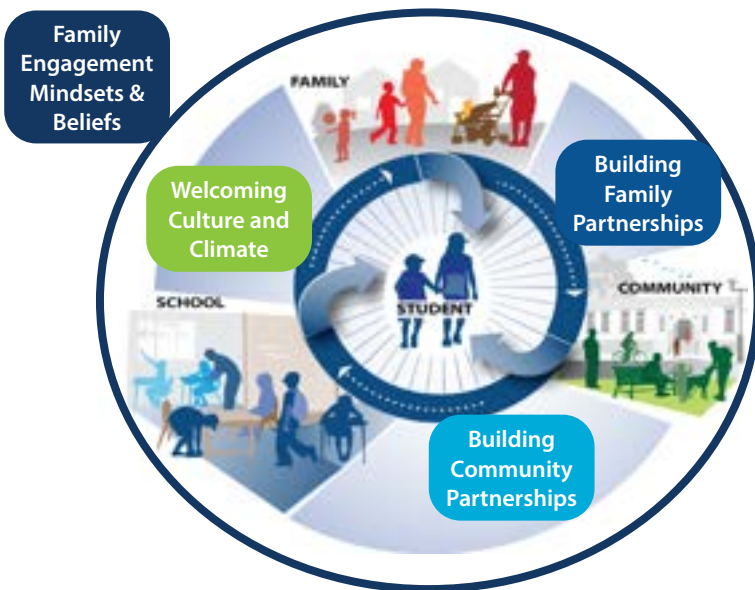 Family
Engagement
Mindsets &
Beliefs
FAMILY
Welcoming
Culture and
Climate
Building
Family
Partnerships
SCHOOL
STUDENT
COMMUNITY
Building
Community
Partnerships